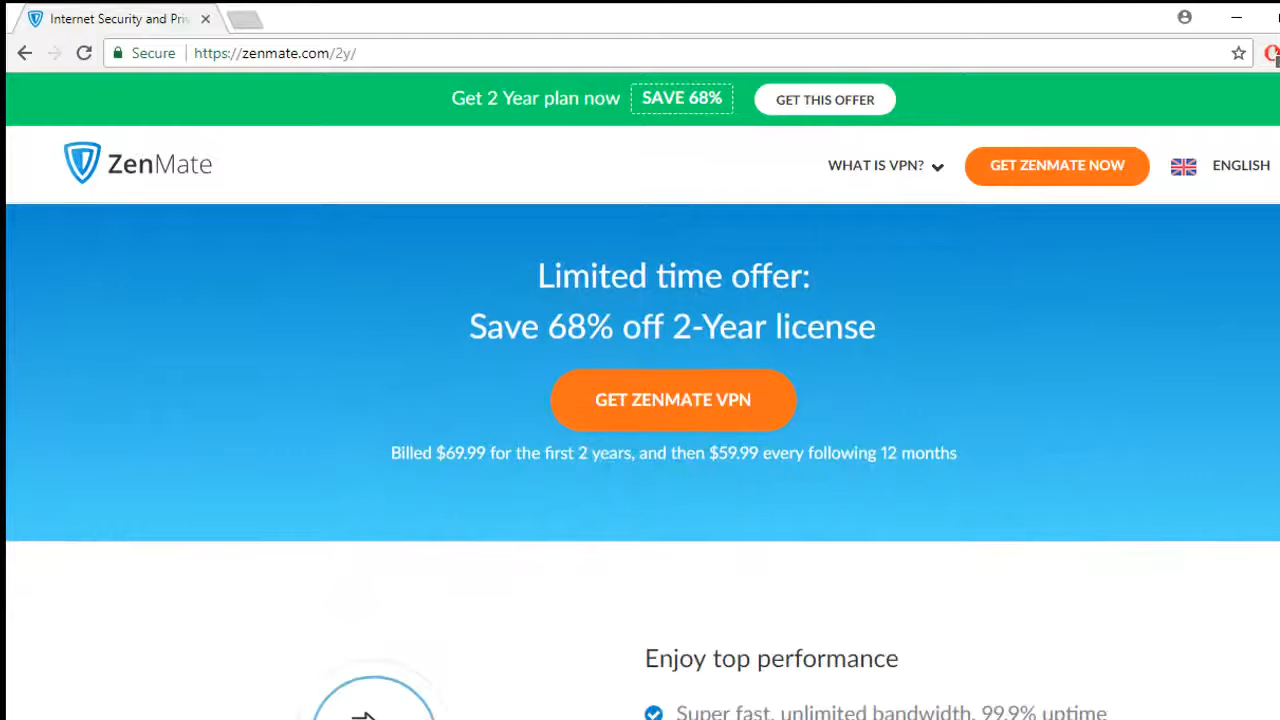 Internet Security and Priv
Secure https://zenmate.com/2y/
Get 2 Year plan now SAVE 68% GET THIS OFFER
ZenMate WHAT IS VPN? GET ZENMATE NOW ENGLISH
Limited time offer:
Save 68% off 2-Year license
GET ZENMATE VPN
Billed $69.99 for the first 2 years, and then $59.99 every following 12 months
Enjoy top performance
Super fast, unlimited bandwidth, 99.9% uptime